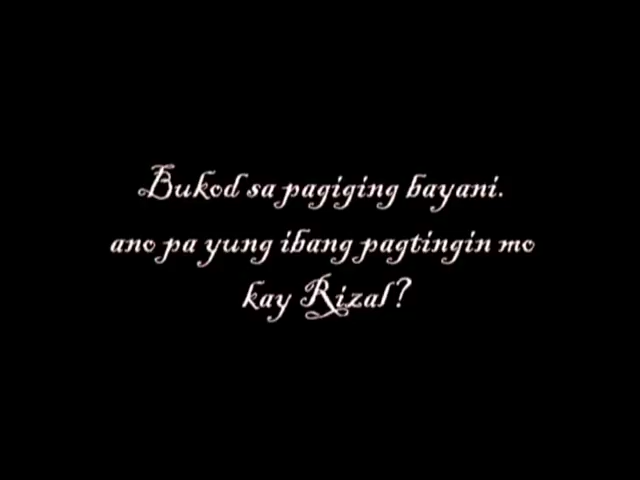 Bukod sa pagiging bayani.
ano pa yung ibang pagtingin mo
kay Rizal?